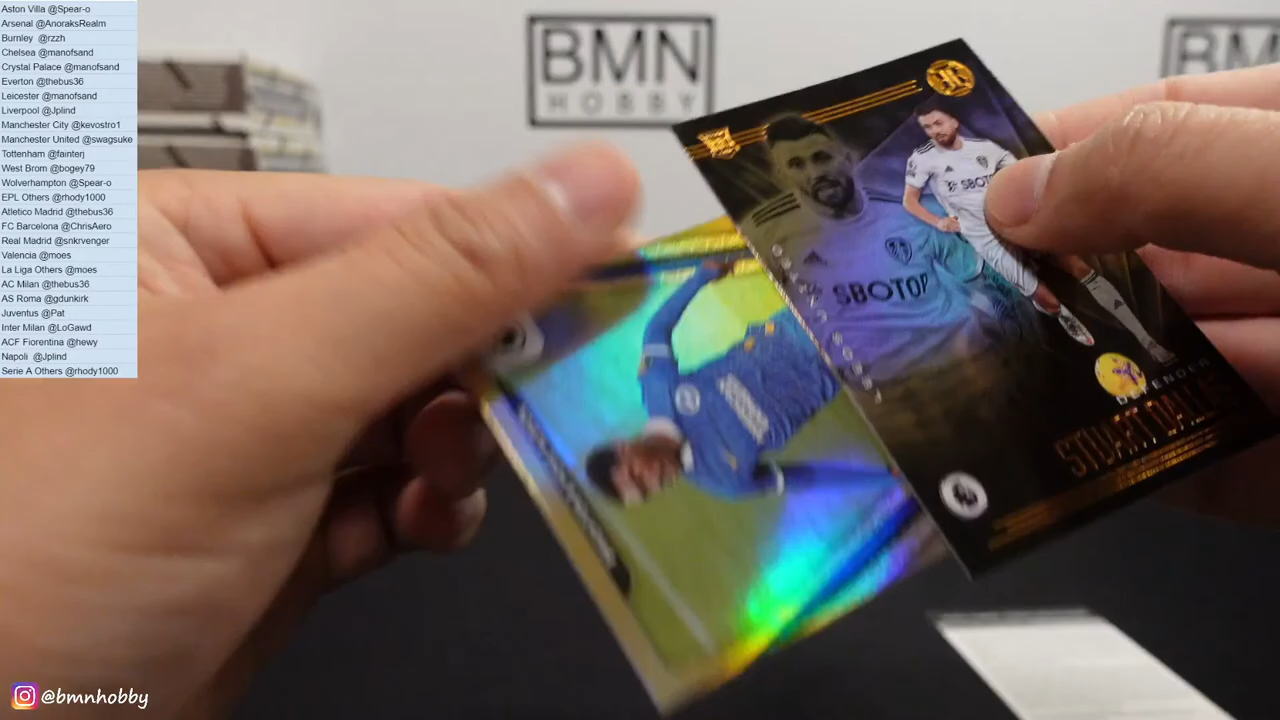 Aston Villa @Spear-o
Arsenal @AnoraksRealm
Burnley @rzzh
Chelsea @manofsand
Crystal Palace @manofsand
Everton @thebus36
Leicester @manofsand
Liverpool @Jplind
Manchester City @kevostro1
Manchester United @swagsuke
Tottenham @fainterj
West Brom @bogey79
Wolverhampton @Spear-o
EPL Others @rhody1000
Atletico Madrid @thebus36
FC Barcelona @ChrisAero
Real Madrid @snkrvenger
Valencia @moes
La Liga Others @moes
AC Milan @thebus36
AS Roma @gdunkirk
Juventus @Pat
Inter Milan @LoGawd
ACF Fiorentina @hewy
Napoli @Jplind
Serie A Others @rhody1000
BMN
HOBBY
BMN
SBOTOP
DEFENDER
STUART DALLAS
@bmnhobby